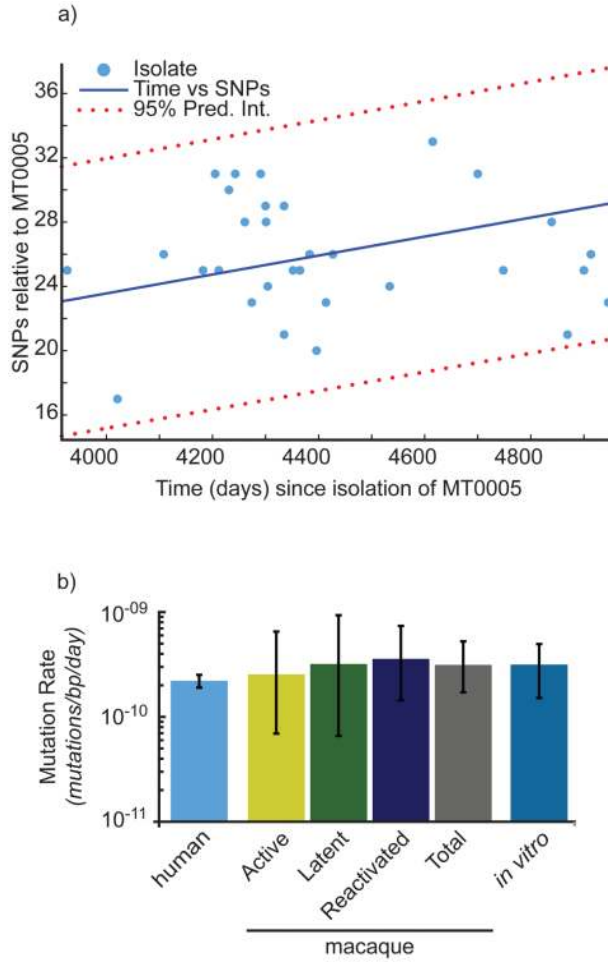 a)
Isolate
Time vs SNPs
95% Pred. Int.
36
32
28
24
20
16
SNPs relative to MT0005
4000 4200 4400 4600 4800
Time (days) since isolation of MT0005
b)
10-09
10-10
10-11
Mutation Rate
(mutations/bp/day)
human Active Latent Reactivated Total in vitro
macaque